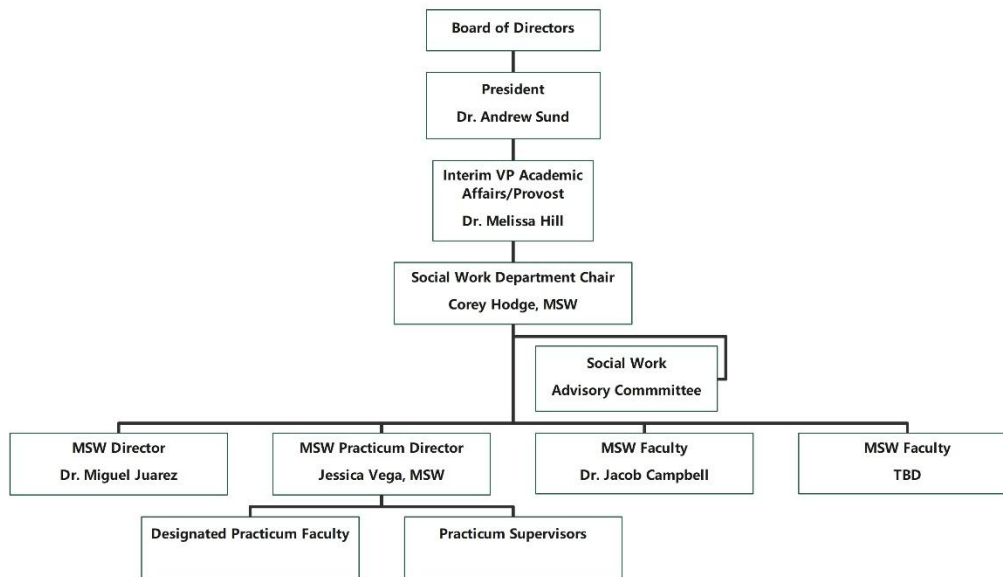 Board of Directors
President
Dr. Andrew Sund
Interim VP Academic
Affairs/Provost
Dr. Melissa Hill
Social Work Department Chair
Corey Hodge, MSW
Social Work
Advisory Commmittee
MSW Director
Dr. Miguel Juarez
MSW Practicum Director
Jessica Vega, MSW
MSW Faculty
Dr. Jacob Campbell
MSW Faculty
TBD
Designated Practicum Faculty
Practicum Supervisors